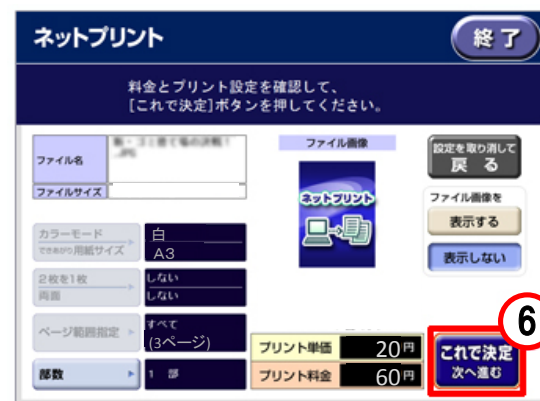 ネットプリント
終了
料金とプリント設定を確認して、
[これで決定]ボタンを押してください。
ファイル名
.JPG
ファイルサイズ
カラーモード
できあがり用紙サイズ
白
A3
2枚を1枚
両面
しない
しない
ページ範囲指定
すべて
(3ページ)
部数
1 部
ファイル画像
ネットプリント
設定を取り消して
戻る
ファイル画像を
表示する
表示しない
プリント単価 20円
プリント料金 60円
6
これで決定
次へ進む